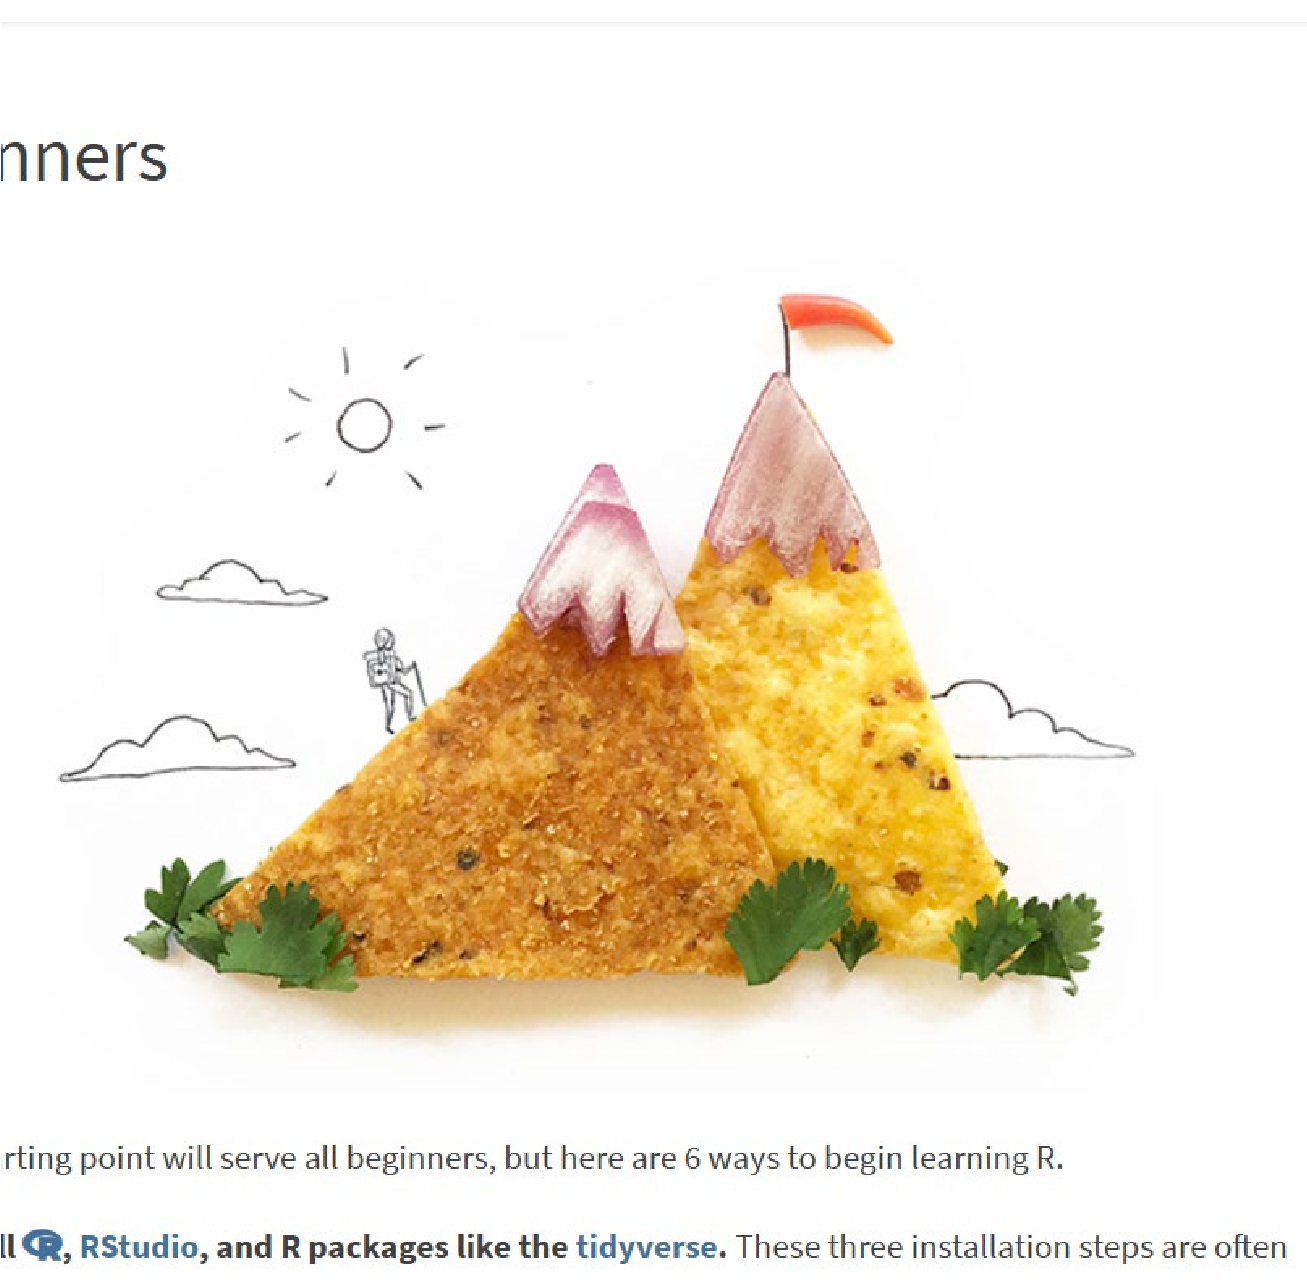 nners
rting point will serve all beginners, but here are 6 ways to begin learning R.
ll R, RStudio, and R packages like the tidyverse. These three installation steps are often